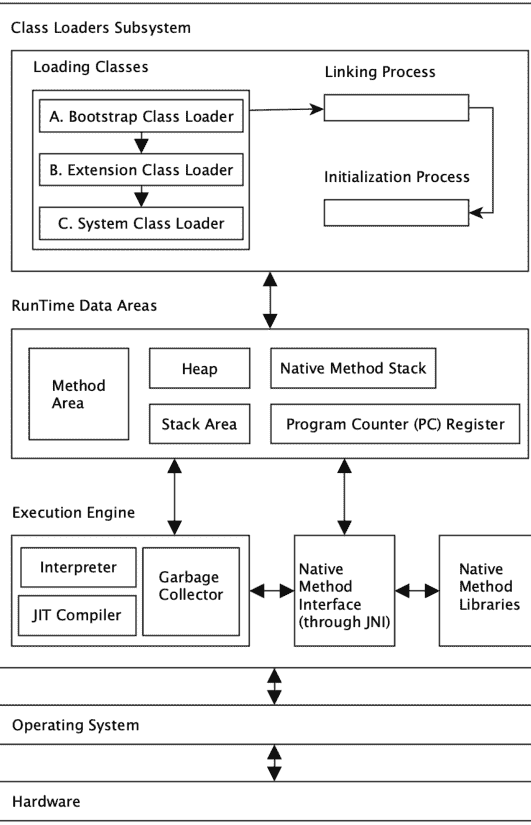 Class Loaders Subsystem
Loading Classes
Linking Process
A. Bootstrap Class Loader
B. Extension Class Loader
Initialization Process
C. System Class Loader
RunTime Data Areas
Method
Area
Heap
Native Method Stack
Stack Area
Program Counter (PC) Register
Execution Engine
Interpreter
JIT Compiler
Garbage
Collector
Native
Method
Interface
(through JNI)
Native
Method
Libraries
Operating System
Hardware